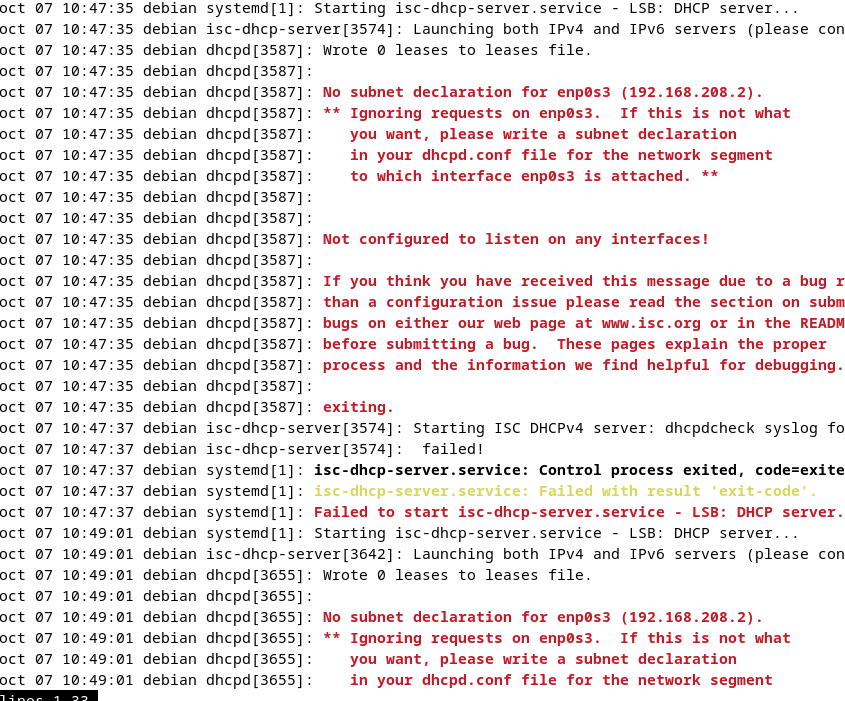 oct 07 10:47:35 debian systemd[1]: Starting isc-dhcp-server.service - LSB: DHCP server...
oct 07 10:47:35 debian isc-dhcp-server[3574]: Launching both IPv4 and IPv6 servers (please con
oct 07 10:47:35 debian dhcpd[3587]: Wrote 0 leases to leases file.
oct 07 10:47:35 debian dhcpd[3587]:
oct 07 10:47:35 debian dhcpd[3587]: No subnet declaration for enp0s3 (192.168.208.2).
oct 07 10:47:35 debian dhcpd[3587]: ** Ignoring requests on enp0s3.  If this is not what
oct 07 10:47:35 debian dhcpd[3587]:    you want, please write a subnet declaration
oct 07 10:47:35 debian dhcpd[3587]:    in your dhcpd.conf file for the network segment
oct 07 10:47:35 debian dhcpd[3587]:    to which interface enp0s3 is attached. **
oct 07 10:47:35 debian dhcpd[3587]:
oct 07 10:47:35 debian dhcpd[3587]:
oct 07 10:47:35 debian dhcpd[3587]: Not configured to listen on any interfaces!
oct 07 10:47:35 debian dhcpd[3587]:
oct 07 10:47:35 debian dhcpd[3587]: If you think you have received this message due to a bug r
oct 07 10:47:35 debian dhcpd[3587]: than a configuration issue please read the section on subm
oct 07 10:47:35 debian dhcpd[3587]: bugs on either our web page at www.isc.org or in the READM
oct 07 10:47:35 debian dhcpd[3587]: before submitting a bug.  These pages explain the proper
oct 07 10:47:35 debian dhcpd[3587]: process and the information we find helpful for debugging.
oct 07 10:47:35 debian dhcpd[3587]:
oct 07 10:47:35 debian dhcpd[3587]: exiting.
oct 07 10:47:37 debian isc-dhcp-server[3574]: Starting ISC DHCPv4 server: dhcpdcheck syslog fo
oct 07 10:47:37 debian isc-dhcp-server[3574]:  failed!
oct 07 10:47:37 debian systemd[1]: isc-dhcp-server.service: Control process exited, code=exite
oct 07 10:47:37 debian systemd[1]: isc-dhcp-server.service: Failed with result 'exit-code'.
oct 07 10:47:37 debian systemd[1]: Failed to start isc-dhcp-server.service - LSB: DHCP server.
oct 07 10:49:01 debian systemd[1]: Starting isc-dhcp-server.service - LSB: DHCP server...
oct 07 10:49:01 debian isc-dhcp-server[3642]: Launching both IPv4 and IPv6 servers (please con
oct 07 10:49:01 debian dhcpd[3655]: Wrote 0 leases to leases file.
oct 07 10:49:01 debian dhcpd[3655]:
oct 07 10:49:01 debian dhcpd[3655]: No subnet declaration for enp0s3 (192.168.208.2).
oct 07 10:49:01 debian dhcpd[3655]: ** Ignoring requests on enp0s3.  If this is not what
oct 07 10:49:01 debian dhcpd[3655]:    you want, please write a subnet declaration
oct 07 10:49:01 debian dhcpd[3655]:    in your dhcpd.conf file for the network segment
lines 1-33